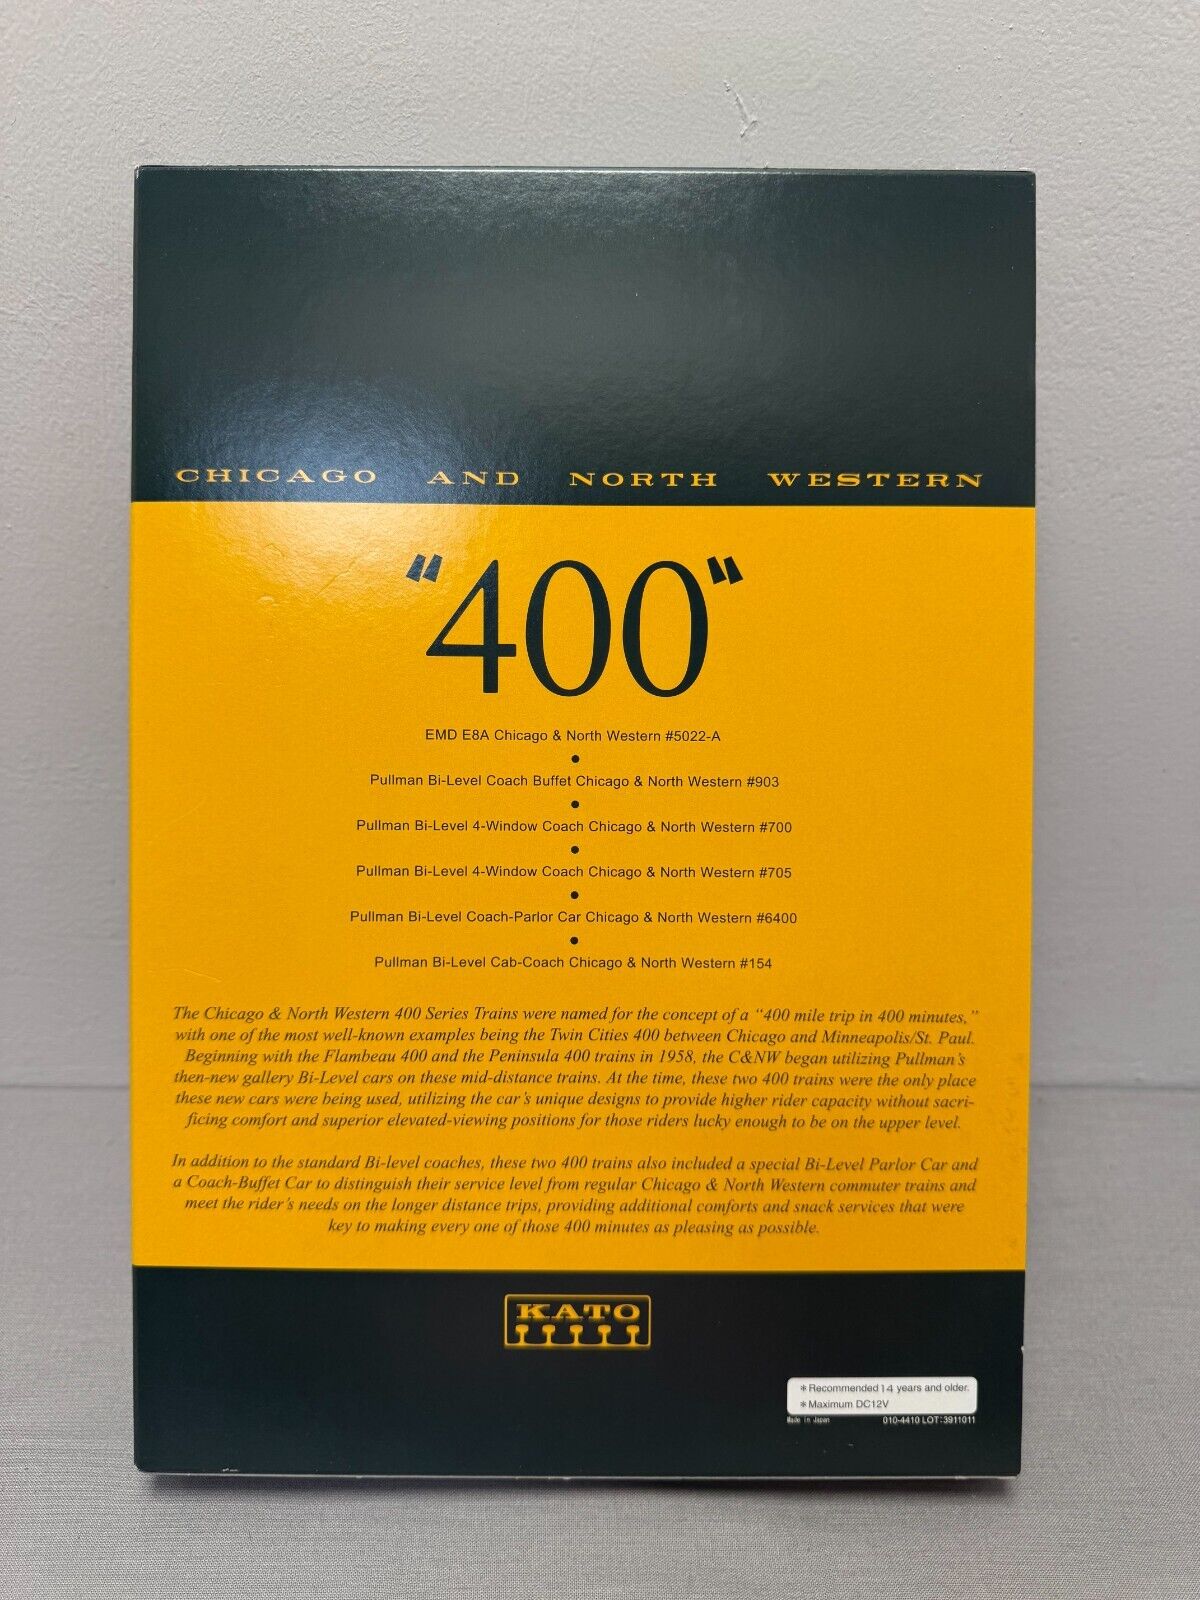 CHICAGO AND NORTH WESTERN
"400"
EMD E8A Chicago & North Western #5022-A
•
Pullman Bi-Level Coach Buffet Chicago & North Western #903
•
Pullman Bi-Level 4-Window Coach Chicago & North Western #700
•
Pullman Bi-Level 4-Window Coach Chicago & North Western #705
•
Pullman Bi-Level Coach-Parlor Car Chicago & North Western #6400
•
Pullman Bi-Level Cab-Coach Chicago & North Western #154
The Chicago & North Western 400 Series Trains were named for the concept of a "400 mile trip in 400 minutes,"
with one of the most well-known examples being the Twin Cities 400 between Chicago and Minneapolis/St. Paul.
Beginning with the Flambeau 400 and the Peninsula 400 trains in 1958, the C&NW began utilizing Pullman's
then-new gallery Bi-Level cars on these mid-distance trains. At the time, these two 400 trains were the only place
these new cars were being used, utilizing the car's unique designs to provide higher rider capacity without sacri-
ficing comfort and superior elevated-viewing positions for those riders lucky enough to be on the upper level.
In addition to the standard Bi-level coaches, these two 400 trains also included a special Bi-Level Parlor Car and
a Coach-Buffet Car to distinguish their service level from regular Chicago & North Western commuter trains and
meet the rider's needs on the longer distance trips, providing additional comforts and snack services that were
key to making every one of those 400 minutes as pleasing as possible.
KATO
*Recommended 14 years and older.
*Maximum DC12V
Made in Japan 010-4410 LOT:3911011